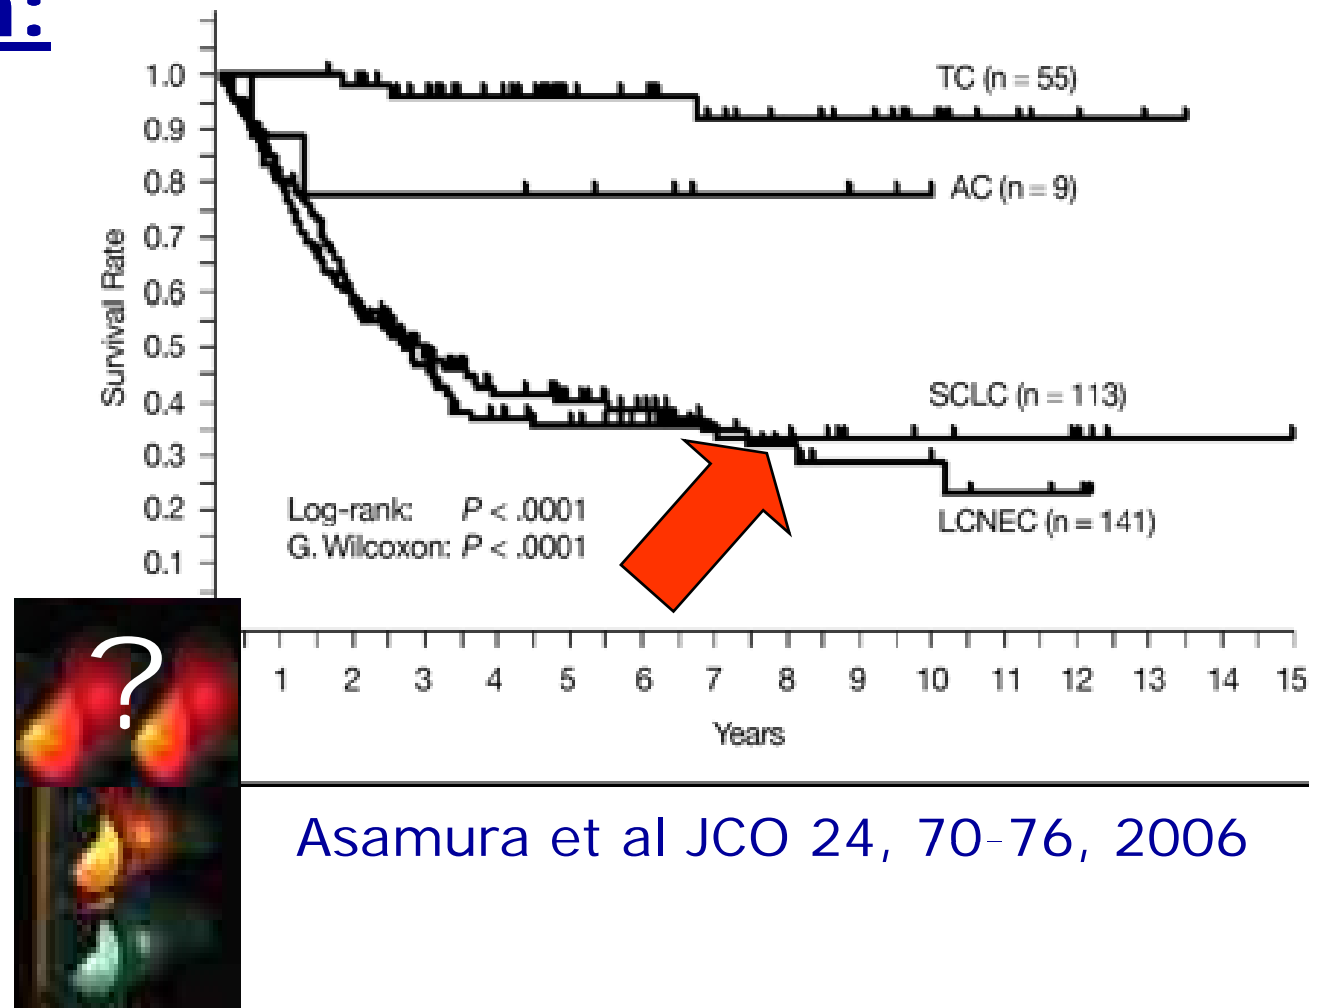 n:
1.0
TC (n = 55)
0.9
0.8
AC (n = 9)
0.7
Survival Rate
0.6
0.5
0.4
SCLC (n = 113)
0.3
0.2
Log-rank: P < .0001
LCNEC (n = 141)
G. Wilcoxon: P < .0001
0.1
?
1 2 3 4 5 6 7 8 9 10 11 12 13 14 15
Years
Asamura et al JCO 24, 70-76, 2006